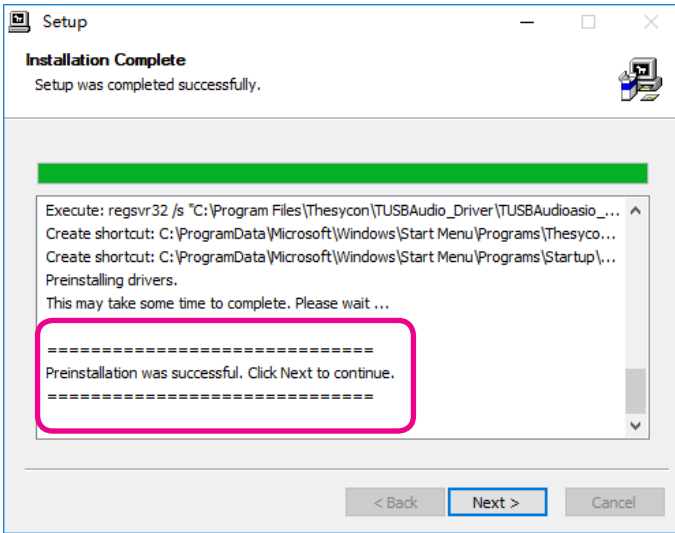 Setup
Installation Complete
Setup was completed successfully.
Execute: regsvr32 /s "C:\Program Files\Thesycon\TUSBAudio_Driver\TUSBAudioasio_...
Create shortcut: C:\ProgramData\Microsoft\Windows\Start Menu\Programs\Thesyco...
Create shortcut: C:\ProgramData\Microsoft\Windows\Start Menu\Programs\Startup\...
Preinstalling drivers.
This may take some time to complete. Please wait ...
==============================
Preinstallation was successful. Click Next to continue.
==============================
< Back Next > Cancel